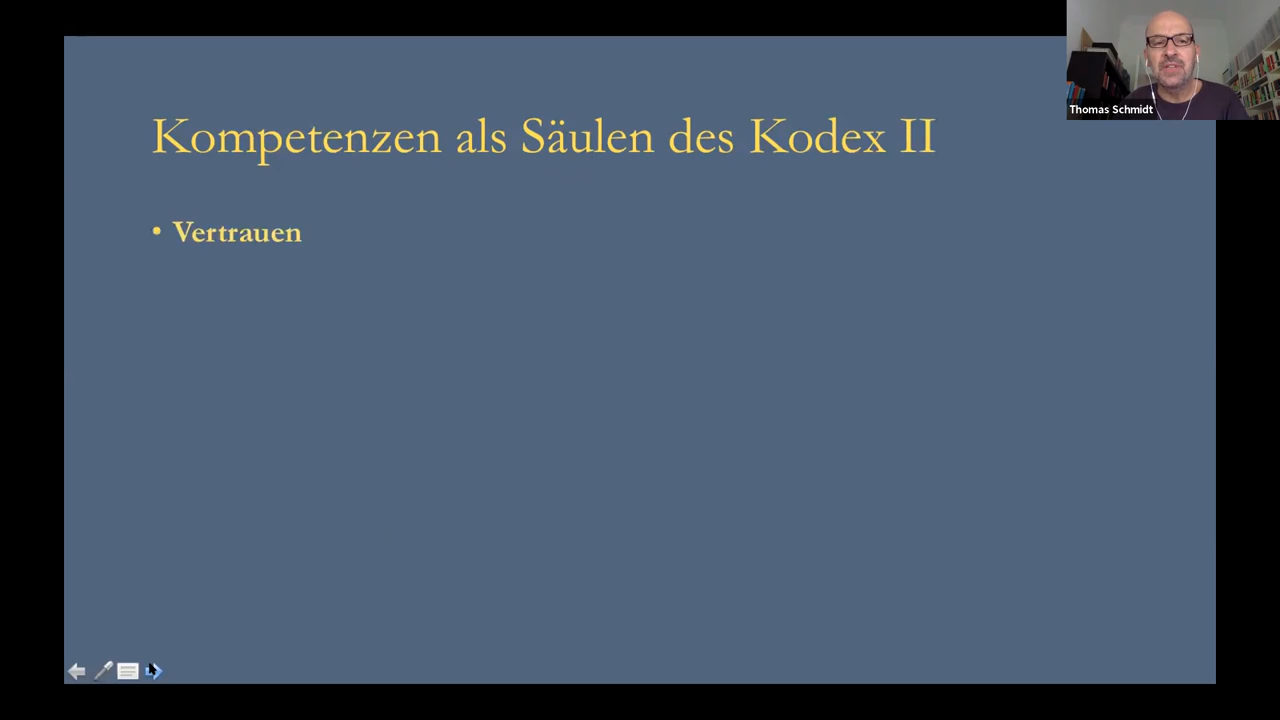 Thomas Schmidt
Kompetenzen als Säulen des Kodex II
• Vertrauen